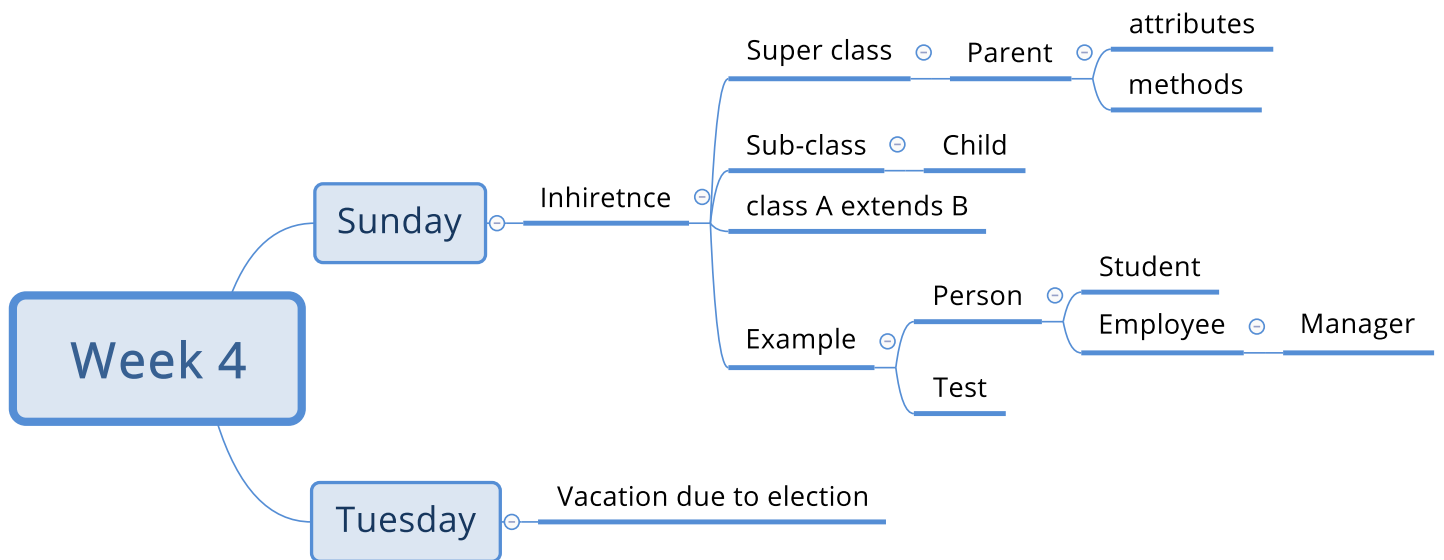 Week 4
Sunday
Inhiretnce
Super class
Parent
attributes
methods
Sub-class
Child
class A extends B
Example
Person
Student
Employee
Manager
Test
Tuesday
Vacation due to election